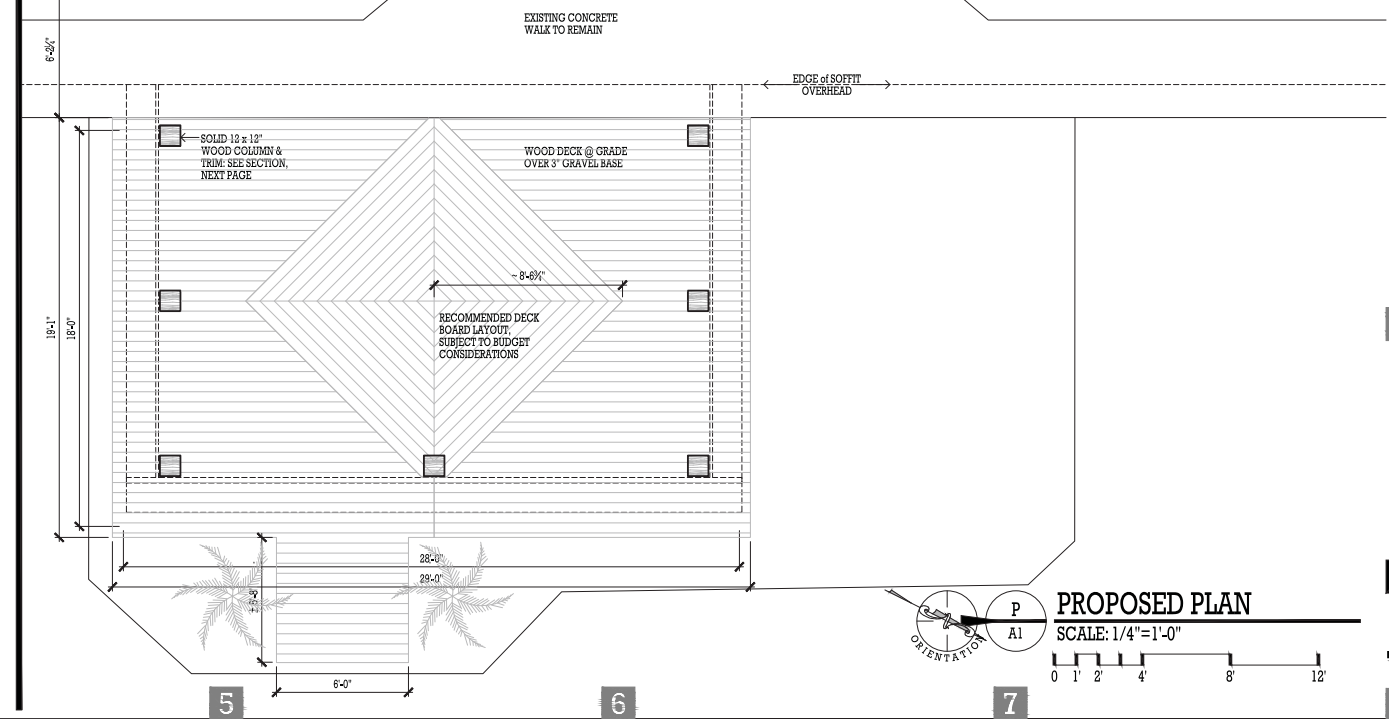 EXISTING CONCRETE
WALK TO REMAIN
6'-2¼"
EDGE of SOFFIT
OVERHEAD
SOLID 12 x 12"
WOOD COLUMN &
TRIM: SEE SECTION,
NEXT PAGE
WOOD DECK @ GRADE
OVER 3" GRAVEL BASE
~ 8'-6¾"
RECOMMENDED DECK
BOARD LAYOUT,
SUBJECT TO BUDGET
CONSIDERATIONS
19'-1"
18'-0"
28'-0"
29'-0"
± 6'-8"
6'-0"
ORIENTATION
P
A1
PROPOSED PLAN
SCALE: 1/4"=1'-0"
0 1' 2' 4' 8' 12'
5 6 7